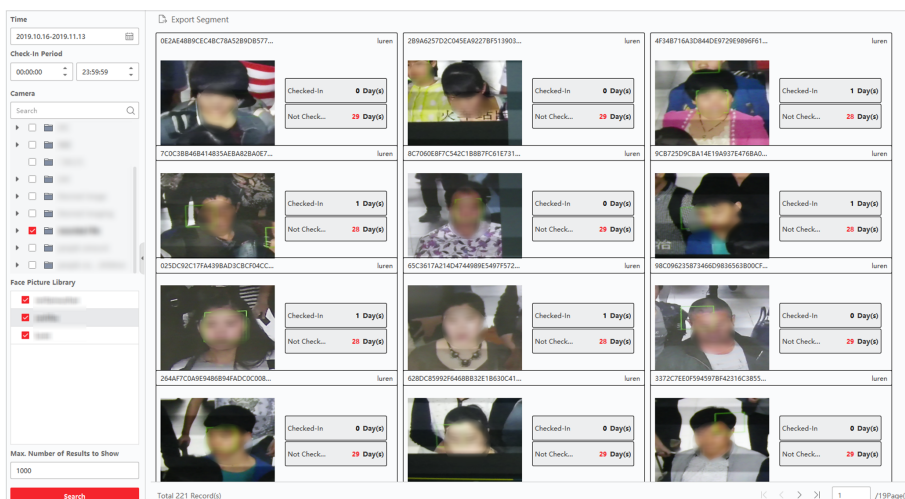 Time
2019.10.16-2019.11.13
Check-In Period
00:00:00 23:59:59
Camera
Search
Face Picture Library
Max. Number of Results to Show
1000
Search
Export Segment
0E2AE48B9CEC4BC78A52B9DB577... luren
Checked-In 0 Day(s)
Not Check... 29 Day(s)
2B9A6257D2C045EA9227BF513903... luren
Checked-In 0 Day(s)
Not Check... 29 Day(s)
4F34B716A3D844DE9729E9896F61... luren
Checked-In 1 Day(s)
Not Check... 28 Day(s)
7C0C3BB46B414835AEBA82BA0E7... luren
Checked-In 1 Day(s)
Not Check... 28 Day(s)
8C7060E8F7C542C1B8B7FC61E731... luren
Checked-In 0 Day(s)
Not Check... 29 Day(s)
9CB725D9CBA14E19A937E476BA0... luren
Checked-In 1 Day(s)
Not Check... 28 Day(s)
025DC92C17FA439BAD3CBCF04CC... luren
Checked-In 1 Day(s)
Not Check... 28 Day(s)
65C3617A214D4744989E5497F572... luren
Checked-In 1 Day(s)
Not Check... 28 Day(s)
98C096235873466D9836563B00CF... luren
Checked-In 0 Day(s)
Not Check... 29 Day(s)
264AF7C0A9E9486B94FADC0C008... luren
Checked-In 0 Day(s)
Not Check... 29 Day(s)
628DC85992F6468BB32E1B630C41... luren
Checked-In 0 Day(s)
Not Check... 29 Day(s)
3372C7EE0F594597BF42316C3855... luren
Checked-In 0 Day(s)
Not Check... 29 Day(s)
Total 221 Record(s)
1 /19Page(